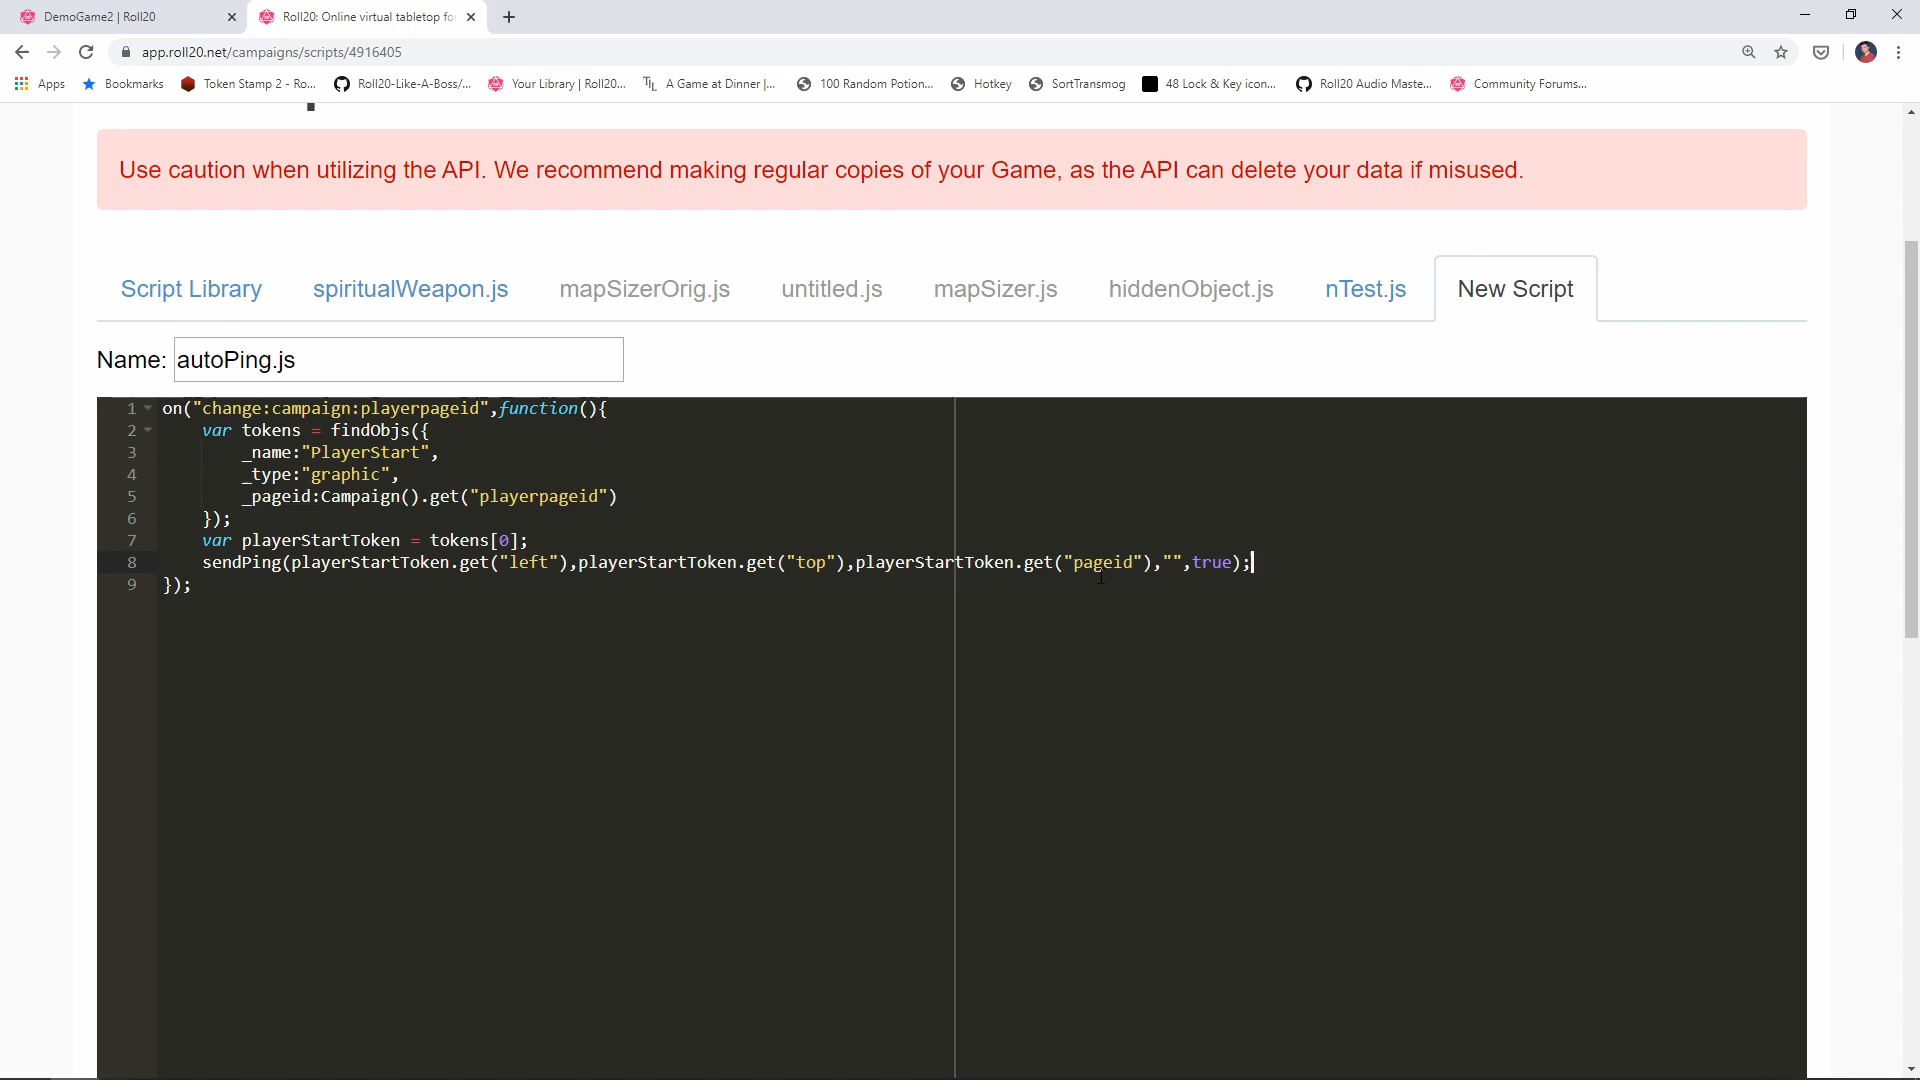 DemoGame2 | Roll20
Roll20: Online virtual tabletop fo
app.roll20.net/campaigns/scripts/4916405
Apps
Bookmarks
Token Stamp 2 - Ro...
Roll20-Like-A-Boss/...
Your Library | Roll20...
A Game at Dinner |...
100 Random Potion...
Hotkey
SortTransmog
48 Lock & Key icon...
Roll20 Audio Maste...
Community Forums...
Use caution when utilizing the API. We recommend making regular copies of your Game, as the API can delete your data if misused.
Script Library
spiritualWeapon.js
mapSizerOrig.js
untitled.js
mapSizer.js
hiddenObject.js
nTest.js
New Script
Name: autoPing.js
1 on("change:campaign:playerpageid",function(){
2 var tokens = findObjs({
3 _name:"PlayerStart",
4 _type:"graphic",
5 _pageid:Campaign().get("playerpageid")
6 });
7 var playerStartToken = tokens[0];
8 sendPing(playerStartToken.get("left"),playerStartToken.get("top"),playerStartToken.get("pageid"),"",true);
9 });